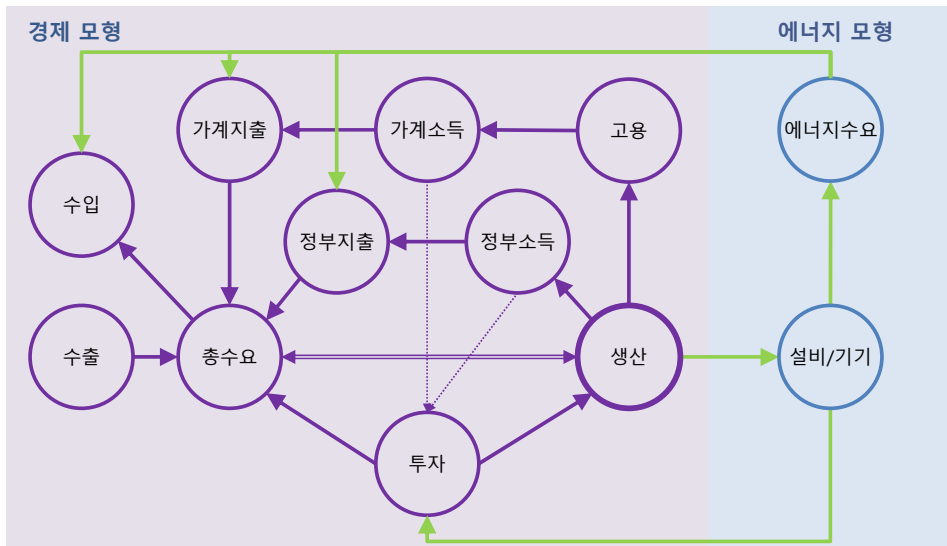 경제 모형
에너지 모형
가계지출
가계소득
고용
에너지수요
수입
정부지출
정부소득
수출
총수요
생산
설비/기기
투자